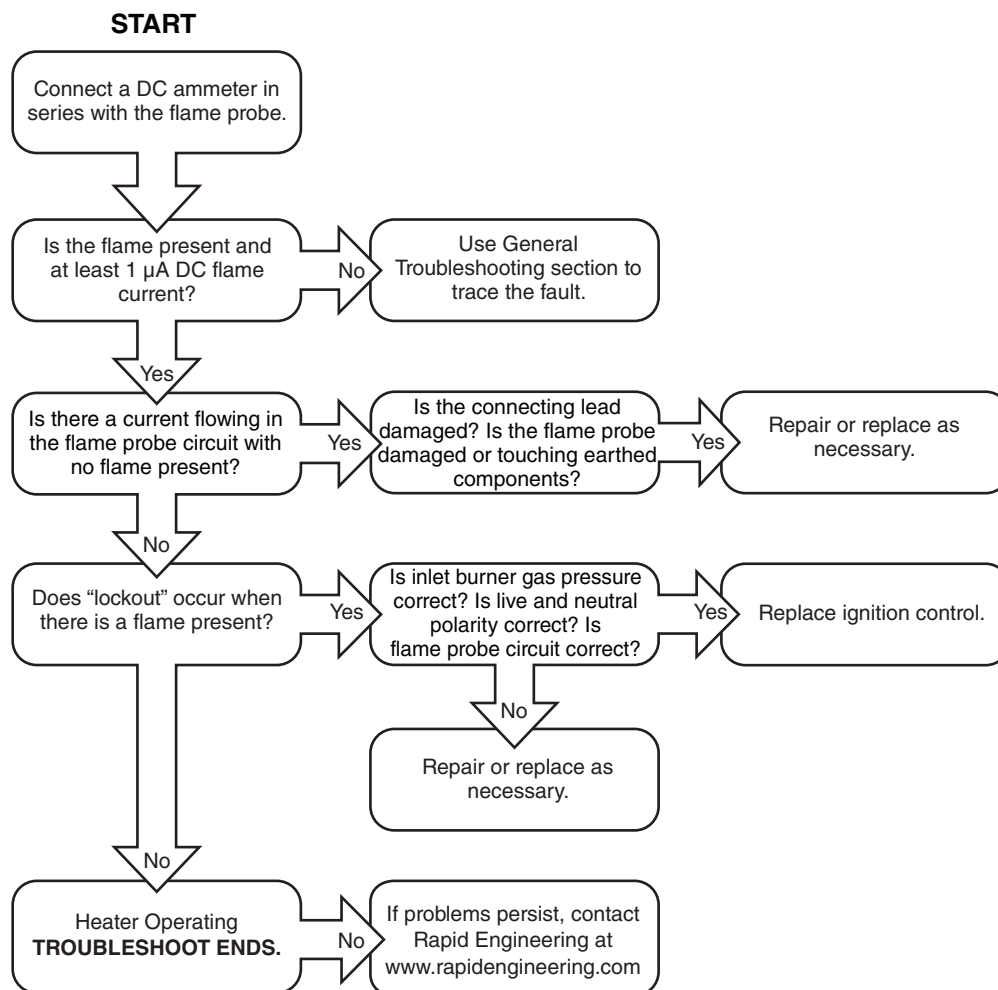 START
Connect a DC ammeter in
series with the flame probe.
Is the flame present and
at least 1 µA DC flame
current?
No
Use General
Troubleshooting section to
trace the fault.
Yes
Is there a current flowing in
the flame probe circuit with
no flame present?
Yes
Is the connecting lead
damaged? Is the flame probe
damaged or touching earthed
components?
Yes
Repair or replace as
necessary.
No
Does “lockout” occur when
there is a flame present?
Yes
Is inlet burner gas pressure
correct? Is live and neutral
polarity correct? Is
flame probe circuit correct?
Yes
Replace ignition control.
No
Repair or replace as
necessary.
No
Heater Operating
TROUBLESHOOT ENDS.
No
If problems persist, contact
Rapid Engineering at
www.rapidengineering.com